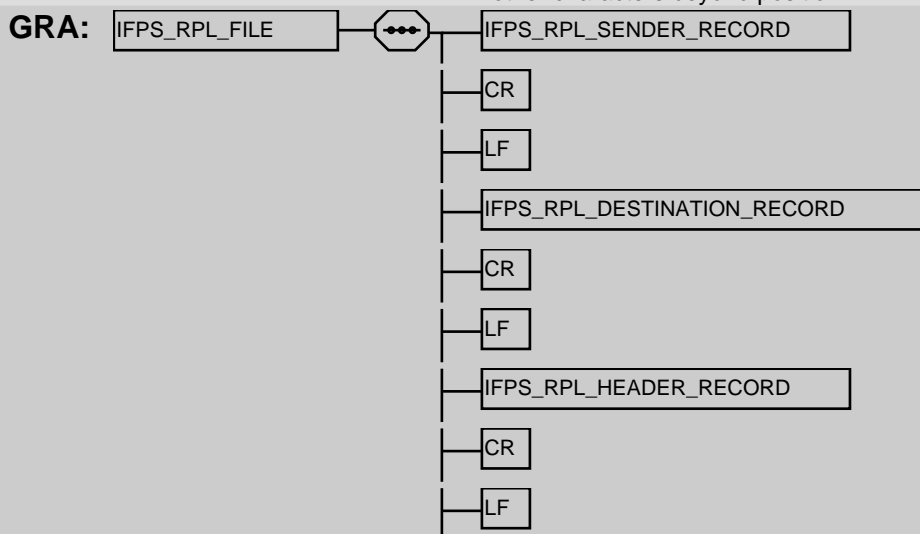 GRA: IFPS_RPL_FILE IFPS_RPL_SENDER_RECORD
CR
LF
IFPS_RPL_DESTINATION_RECORD
CR
LF
IFPS_RPL_HEADER_RECORD
CR
LF